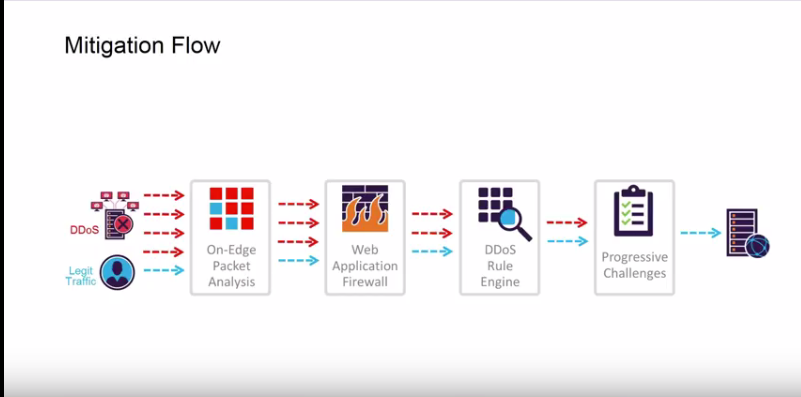 Mitigation Flow
DDoS
Legit
Traffic
On-Edge
Packet
Analysis
Web
Application
Firewall
DDoS
Rule
Engine
Progressive
Challenges